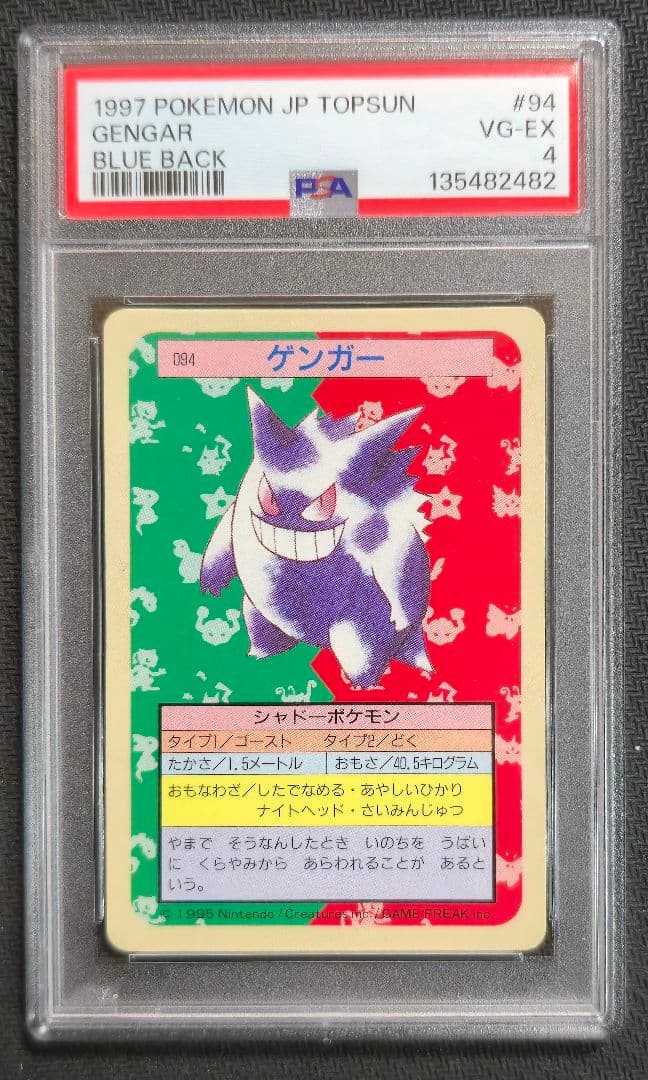 1997 POKEMON JP TOPSUN #94
GENGAR VG-EX
BLUE BACK 4
PSA 135482482
094 ゲンガー
シャドーポケモン
タイプ1/ゴースト タイプ2/どく
たかさ/1.5メートル おもさ/40.5キログラム
おもなわざ/したでなめる・あやしいひかり
ナイトヘッド・さいみんじゅつ
やまで そうなんしたとき いのちを うばい
に くらやみから あらわれることが あると
いう。
© 1995 Nintendo/Creatures inc./GAME FREAK inc.